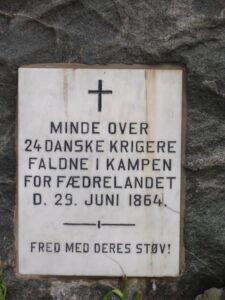 MINDE OVER
24 DANSKE KRIGERE
FALDNE I KAMPEN
FOR FÆDRELANDET
D. 29. JUNI 1864.
FRED MED DERES STØV!